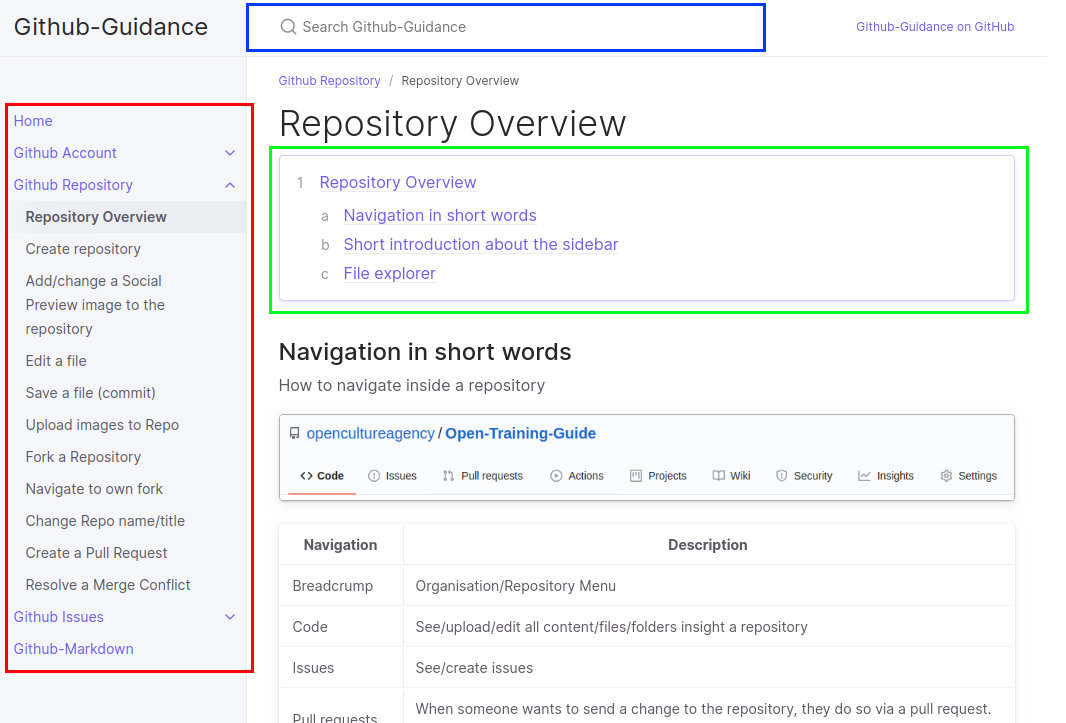 Github-Guidance
Search Github-Guidance
Github-Guidance on GitHub
Home
Github Account
Github Repository
Repository Overview
Create repository
Add/change a Social
Preview image to the
repository
Edit a file
Save a file (commit)
Upload images to Repo
Fork a Repository
Navigate to own fork
Change Repo name/title
Create a Pull Request
Resolve a Merge Conflict
Github Issues
Github-Markdown
Github Repository / Repository Overview
Repository Overview
1 Repository Overview
a Navigation in short words
b Short introduction about the sidebar
c File explorer
Navigation in short words
How to navigate inside a repository
opencultureagency / Open-Training-Guide
Code Issues Pull requests Actions Projects Wiki Security Insights Settings
Navigation Description
Breadcrump Organisation/Repository Menu
Code See/upload/edit all content/files/folders insight a repository
Issues See/create issues
When someone wants to send a change to the repository, they do so via a pull request.
Pull requests